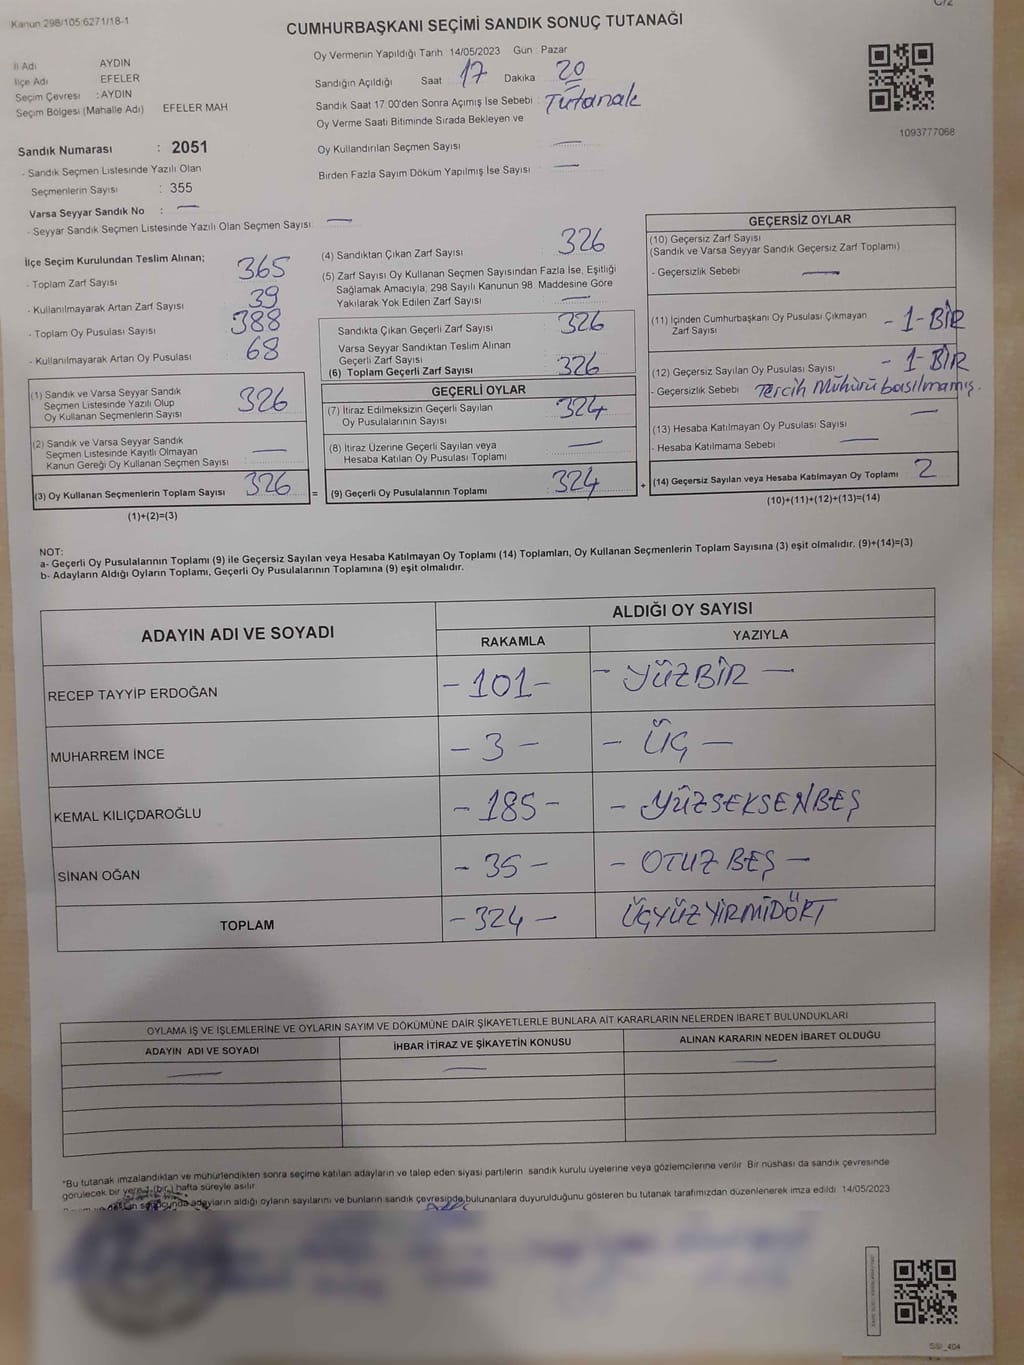 Kanun 298/105:6271/18-1
C/2
CUMHURBAŞKANI SEÇİMİ SANDIK SONUÇ TUTANAĞI
İl Adı AYDIN
İlçe Adı EFELER
Seçim Çevresi : AYDIN
Seçim Bölgesi (Mahalle Adı) EFELER MAH
Oy Vermenin Yapıldığı Tarih 14/05/2023 Gün Pazar
Sandığın Açıldığı Saat 17 Dakika 20
Sandık Saat 17:00'den Sonra Açımış İse Sebebi : Tutanak
Oy Verme Saati Bitiminde Sırada Bekleyen ve
Oy Kullandırılan Seçmen Sayısı —
Birden Fazla Sayım Döküm Yapılmış İse Sayısı —
1093777068
Sandık Numarası : 2051
- Sandık Seçmen Listesinde Yazılı Olan
Seçmenlerin Sayısı : 355
Varsa Seyyar Sandık No : —
- Seyyar Sandık Seçmen Listesinde Yazılı Olan Seçmen Sayısı: —
İlçe Seçim Kurulundan Teslim Alınan;
- Toplam Zarf Sayısı 365
- Kullanılmayarak Artan Zarf Sayısı 39
- Toplam Oy Pusulası Sayısı 388
- Kullanılmayarak Artan Oy Pusulası 68
(1) Sandık ve Varsa Seyyar Sandık
Seçmen Listesinde Yazılı Olup
Oy Kullanan Seçmenlerin Sayısı 326
(2) Sandık ve Varsa Seyyar Sandık
Seçmen Listesinde Kayıtlı Olmayan
Kanun Gereği Oy Kullanan Seçmen Sayısı —
(3) Oy Kullanan Seçmenlerin Toplam Sayısı 326
(1)+(2)=(3)
(4) Sandıktan Çıkan Zarf Sayısı 326
(5) Zarf Sayısı Oy Kullanan Seçmen Sayısından Fazla İse, Eşitliği
Sağlamak Amacıyla, 298 Sayılı Kanunun 98. Maddesine Göre
Yakılarak Yok Edilen Zarf Sayısı —
Sandıkta Çıkan Geçerli Zarf Sayısı 326
Varsa Seyyar Sandıktan Teslim Alınan
Geçerli Zarf Sayısı
(6) Toplam Geçerli Zarf Sayısı 326
GEÇERLİ OYLAR
(7) İtiraz Edilmeksizin Geçerli Sayılan
Oy Pusulalarının Sayısı 324
(8) İtiraz Üzerine Geçerli Sayılan veya
Hesaba Katılan Oy Pusulası Toplamı —
= (9) Geçerli Oy Pusulalarının Toplamı 324
GEÇERSİZ OYLAR
(10) Geçersiz Zarf Sayısı
(Sandık ve Varsa Seyyar Sandık Geçersiz Zarf Toplamı)
- Geçersizlik Sebebi —
(11) İçinden Cumhurbaşkanı Oy Pusulası Çıkmayan
Zarf Sayısı - 1-BİR
(12) Geçersiz Sayılan Oy Pusulası Sayısı - 1-BİR
- Geçersizlik Sebebi Tercih Mühürü basılmamış.
(13) Hesaba Katılmayan Oy Pusulası Sayısı —
- Hesaba Katılmama Sebebi : —
+ (14) Geçersiz Sayılan veya Hesaba Katılmayan Oy Toplamı 2
(10)+(11)+(12)+(13)=(14)
NOT:
a- Geçerli Oy Pusulalarının Toplamı (9) ile Geçersiz Sayılan veya Hesaba Katılmayan Oy Toplamı (14) Toplamları, Oy Kullanan Seçmenlerin Toplam Sayısına (3) eşit olmalıdır. (9)+(14)=(3)
b- Adayların Aldığı Oyların Toplamı, Geçerli Oy Pusulalarının Toplamına (9) eşit olmalıdır.
ADAYIN ADI VE SOYADI
ALDIĞI OY SAYISI
RAKAMLA YAZIYLA
RECEP TAYYİP ERDOĞAN -101- - YÜZBİR —
MUHARREM İNCE - 3 - - ÜÇ —
KEMAL KILIÇDAROĞLU - 185 - - YÜZSEKSENBEŞ
SİNAN OĞAN - 35 - - OTUZ BEŞ —
TOPLAM - 324 - ÜÇYÜZYİRMİDÖRT
OYLAMA İŞ VE İŞLEMLERİNE VE OYLARIN SAYIM VE DÖKÜMÜNE DAİR ŞİKAYETLERLE BUNLARA AİT KARARLARIN NELERDEN İBARET BULUNDUKLARI
ADAYIN ADI VE SOYADI İHBAR İTİRAZ VE ŞİKAYETİN KONUSU ALINAN KARARIN NEDEN İBARET OLDUĞU
— — —
*Bu tutanak imzalandıktan ve mühürlendikten sonra seçime katılan adayların ve talep eden siyasi partilerin sandık kurulu üyelerine veya gözlemcilerine verilir. Bir nüshası da sandık çevresinde
görülecek bir yere 1 (bir) hafta süreyle asılır.
adayların aldığı oyların sayılarını ve bunların sandık çevresinde bulunanlara duyurulduğunu gösteren bu tutanak tarafımızdan düzenlenerek imza edildi. 14/05/2023
SSI_404